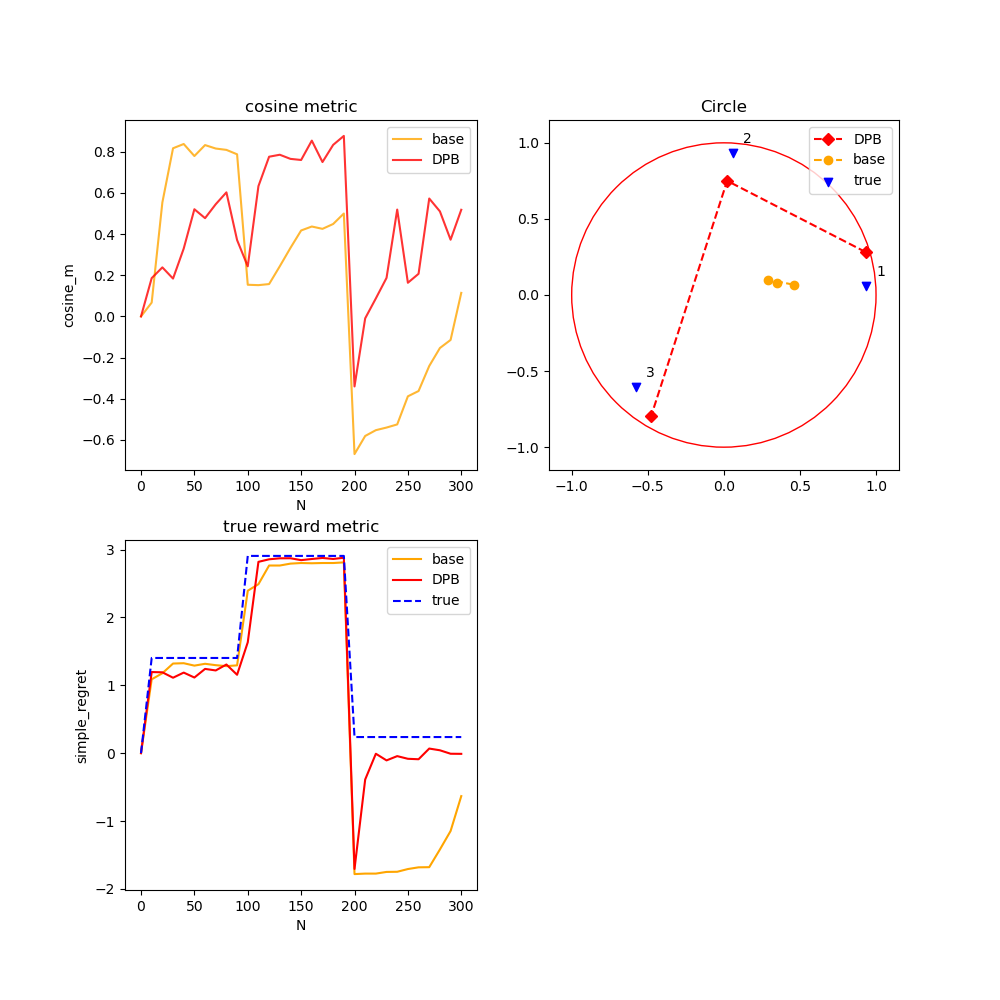 cosine metric
base
DPB
0.8
0.6
0.4
0.2
0.0
−0.2
−0.4
−0.6
cosine_m
0 50 100 150 200 250 300
N
Circle
DPB
base
true
2
1
3
1.0
0.5
0.0
−0.5
−1.0
−1.0 −0.5 0.0 0.5 1.0
true reward metric
base
DPB
true
3
2
1
0
−1
−2
simple_regret
0 50 100 150 200 250 300
N